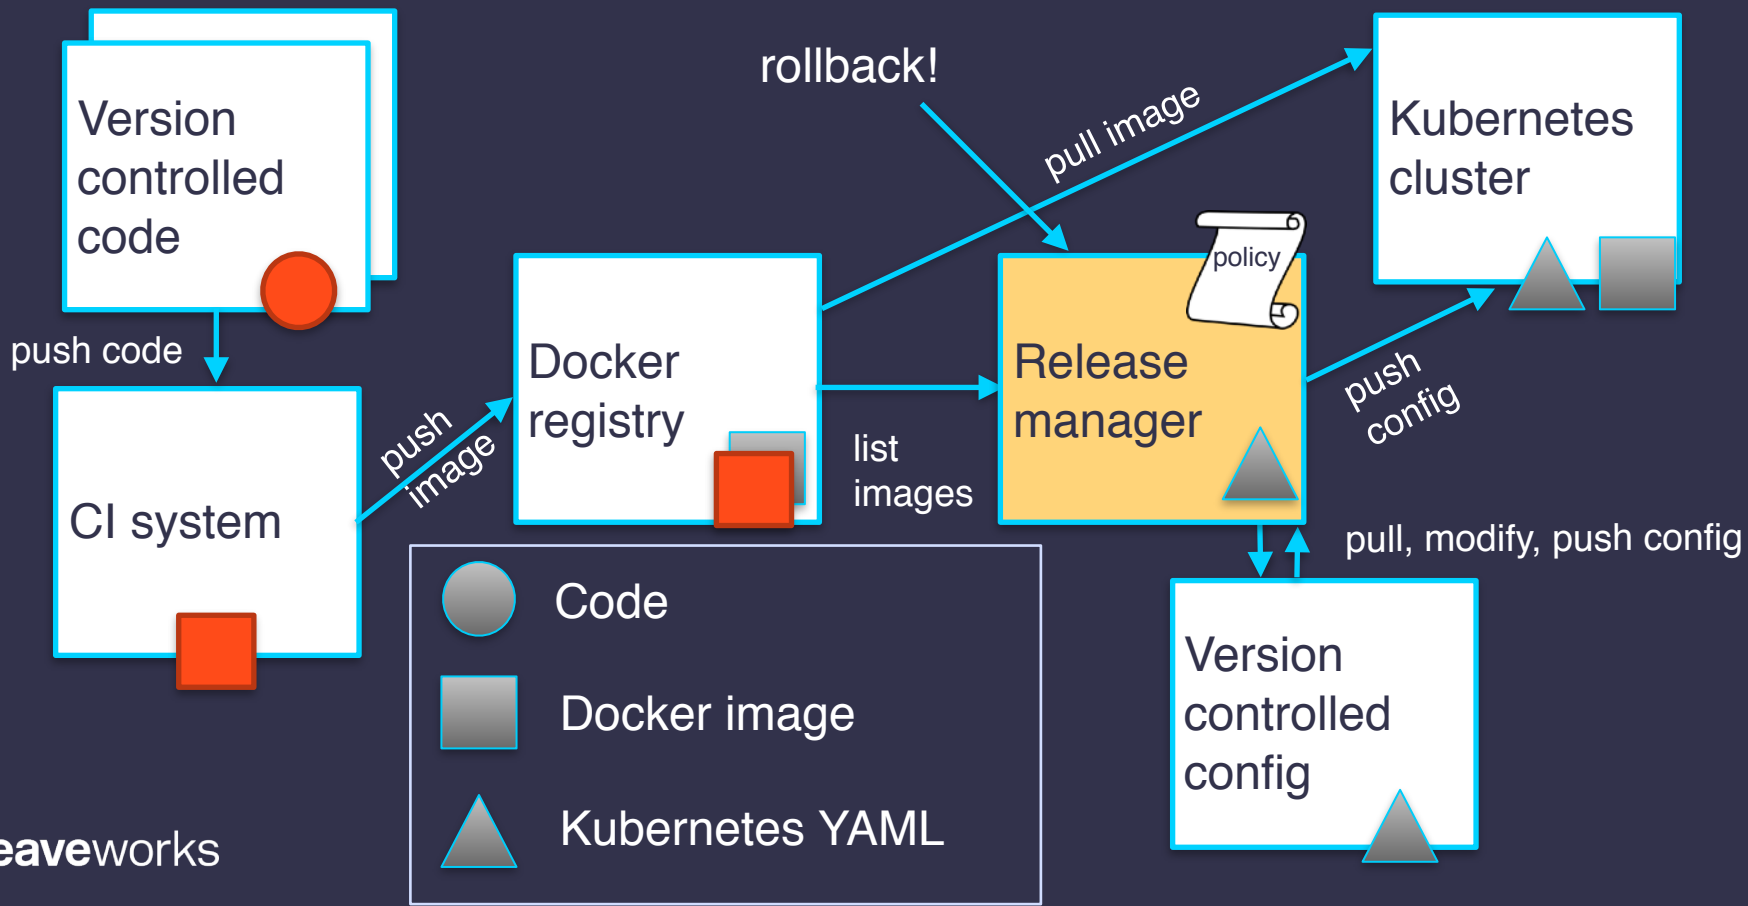 Version
controlled
code
push code
CI system
push
image
Docker
registry
list
images
rollback!
pull image
policy
Release
manager
push
config
Kubernetes
cluster
pull, modify, push config
Version
controlled
config
Code
Docker image
Kubernetes YAML
eaveworks